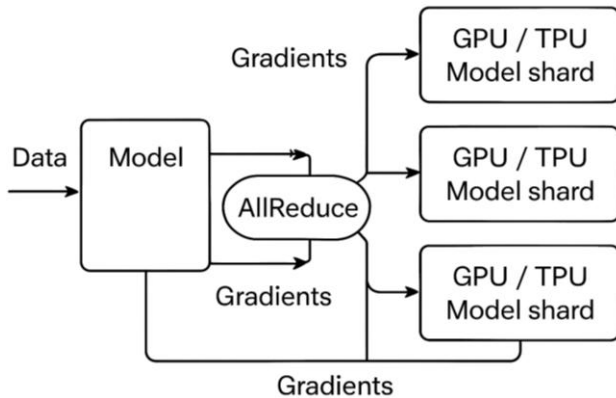 GPU / TPU
Model shard
Gradients
Data
Model
GPU / TPU
Model shard
AllReduce
GPU / TPU
Model shard
Gradients
Gradients